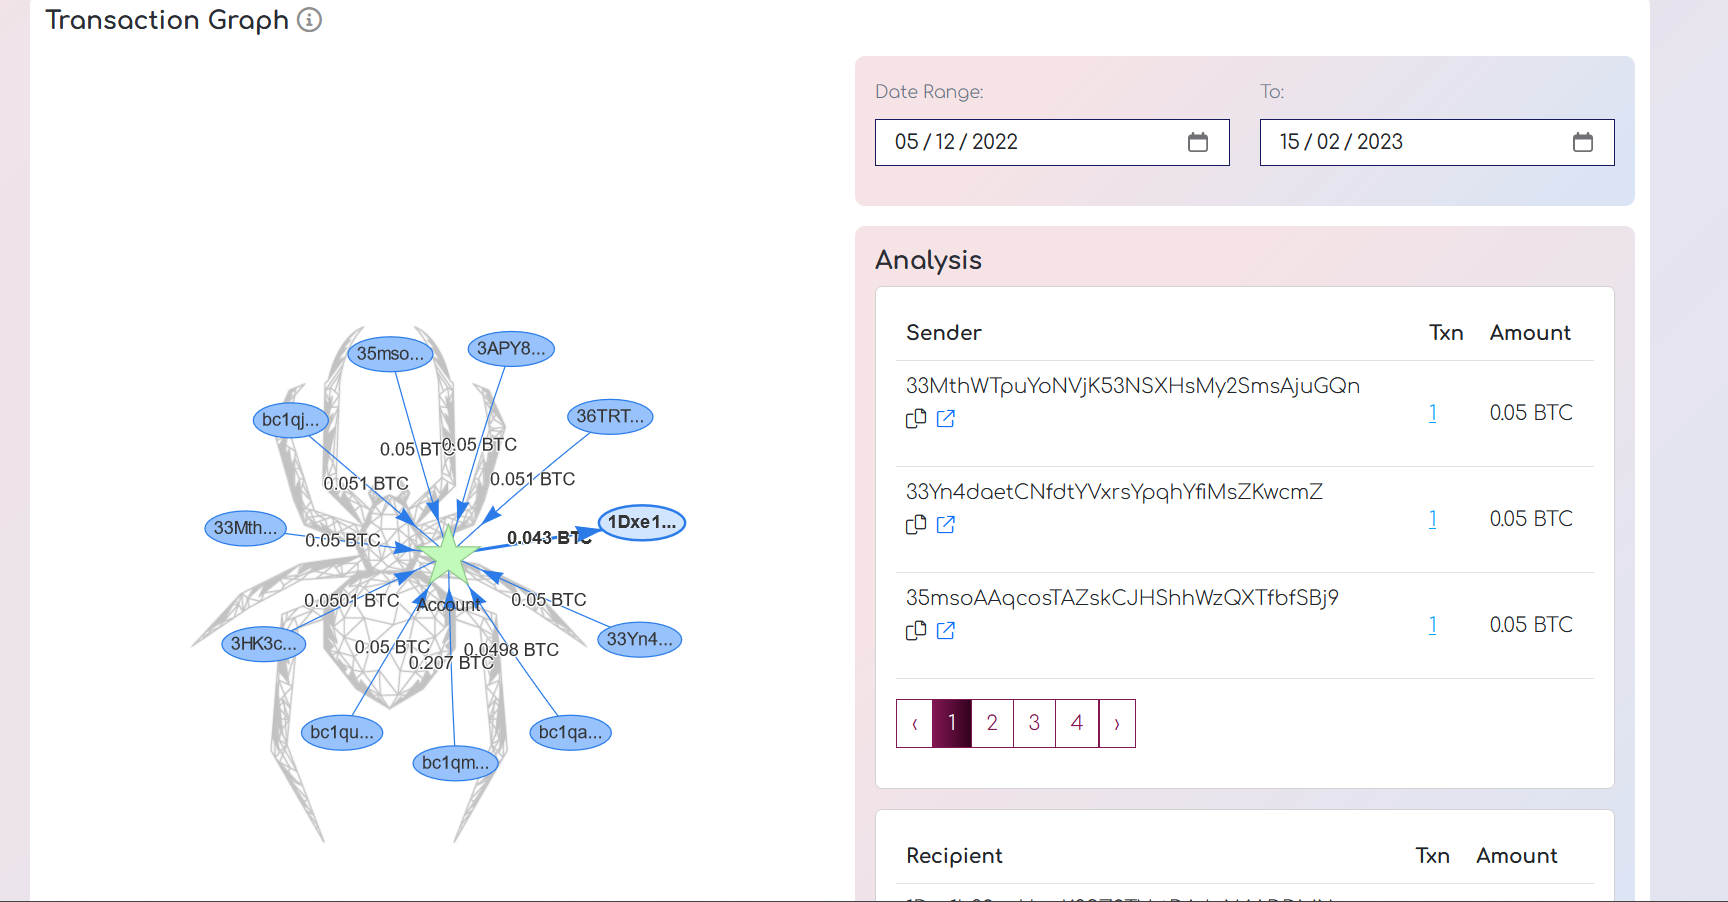 Transaction Graph
Date Range:
To:
05 / 12 / 2022
15 / 02 / 2023
Analysis
Sender Txn Amount
33MthWTpuYoNVjK53NSXHsMy2SmsAjuGQn
1 0.05 BTC
33Yn4daetCNfdtYVxrsYpqhYfiMsZKwcmZ
1 0.05 BTC
35msoAAqcosTAZskCJHShhWzQXTfbfSBj9
1 0.05 BTC
‹ 1 2 3 4 ›
Recipient Txn Amount
35mso...
3APY8...
bc1qj...
36TRT...
0.05 BTC
0.05 BTC
0.051 BTC
0.051 BTC
33Mth...
1Dxe1...
0.05 BTC
0.043 BTC
0.0501 BTC
Account
0.05 BTC
3HK3c...
33Yn4...
0.05 BTC
0.0498 BTC
0.207 BTC
bc1qu...
bc1qa...
bc1qm...